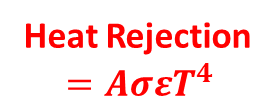 Heat Rejection
= AσεT⁴